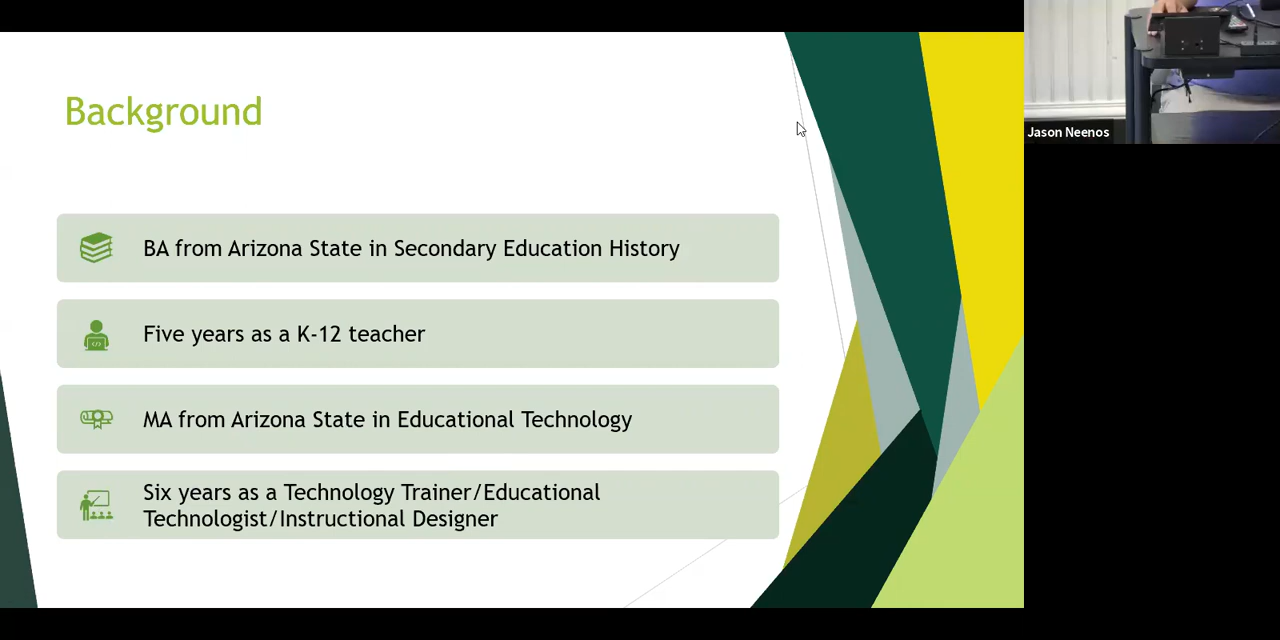 Background
BA from Arizona State in Secondary Education History
Five years as a K-12 teacher
MA from Arizona State in Educational Technology
Six years as a Technology Trainer/Educational
Technologist/Instructional Designer
Jason Neenos